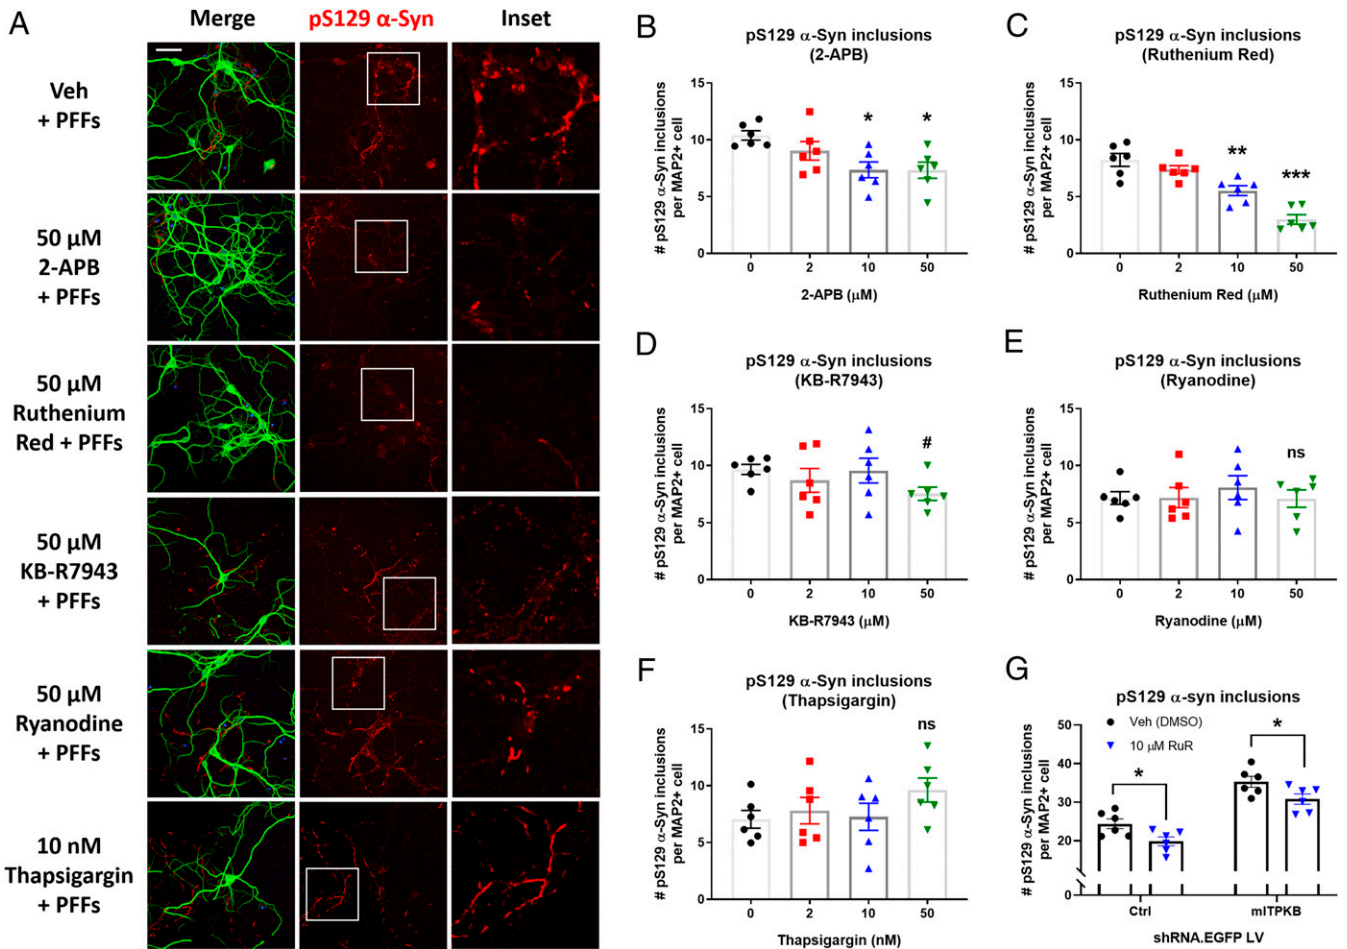 A
Merge
pS129 α-Syn
Inset
Veh
+ PFFs
50 μM
2-APB
+ PFFs
50 μM
Ruthenium
Red + PFFs
50 μM
KB-R7943
+ PFFs
50 μM
Ryanodine
+ PFFs
10 nM
Thapsigargin
+ PFFs
B
pS129 α-Syn inclusions
(2-APB)
# pS129 α-Syn inclusions
per MAP2+ cell
15
10
5
0
* *
0 2 10 50
2-APB (μM)
C
pS129 α-Syn inclusions
(Ruthenium Red)
# pS129 α-Syn inclusions
per MAP2+ cell
15
10
5
0
** ***
0 2 10 50
Ruthenium Red (μM)
D
pS129 α-Syn inclusions
(KB-R7943)
# pS129 α-Syn inclusions
per MAP2+ cell
15
10
5
0
#
0 2 10 50
KB-R7943 (μM)
E
pS129 α-Syn inclusions
(Ryanodine)
# pS129 α-Syn inclusions
per MAP2+ cell
15
10
5
0
ns
0 2 10 50
Ryanodine (μM)
F
pS129 α-Syn inclusions
(Thapsigargin)
# pS129 α-Syn inclusions
per MAP2+ cell
15
10
5
0
ns
0 2 10 50
Thapsigargin (nM)
G
pS129 α-syn inclusions
# pS129 α-Syn inclusions
per MAP2+ cell
50
40
30
20
0
Veh (DMSO)
10 μM RuR
* *
Ctrl mITPKB
shRNA.EGFP LV